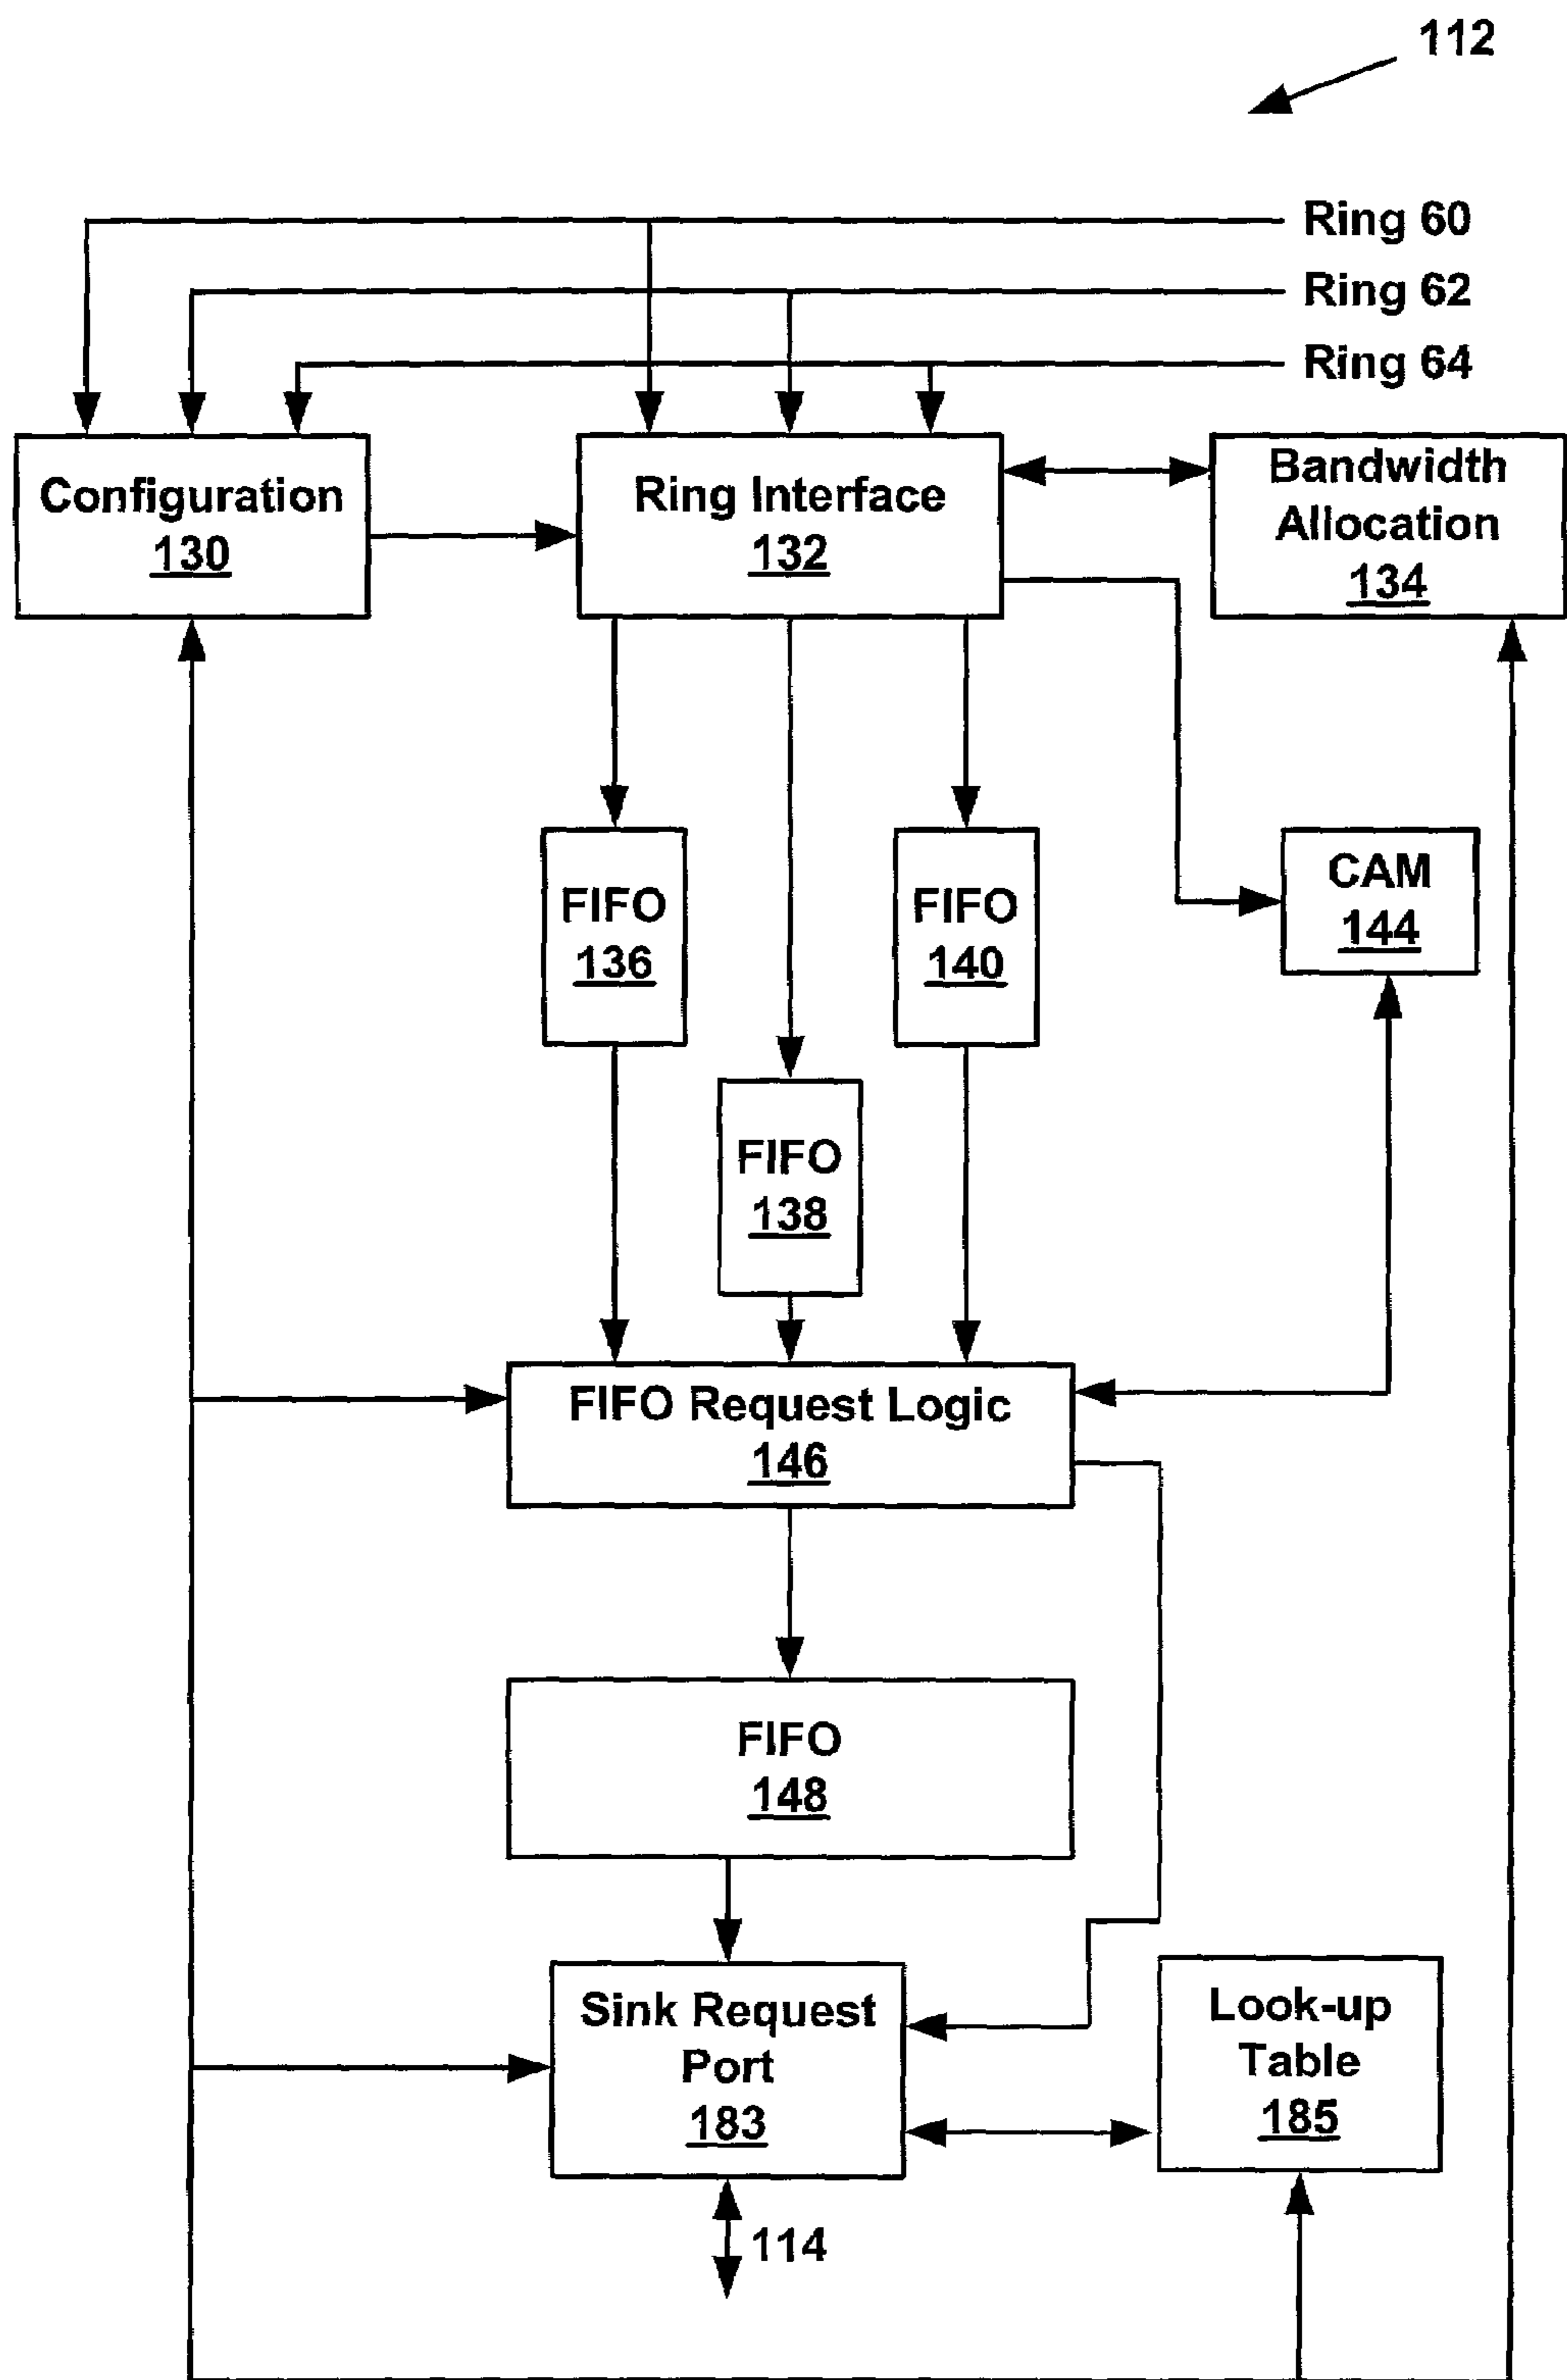 112
Ring 60
Ring 62
Ring 64
Configuration
130
Ring Interface
132
Bandwidth
Allocation
134
FIFO
136
FIFO
140
CAM
144
FIFO
138
FIFO Request Logic
146
FIFO
148
Sink Request
Port
183
Look-up
Table
185
114